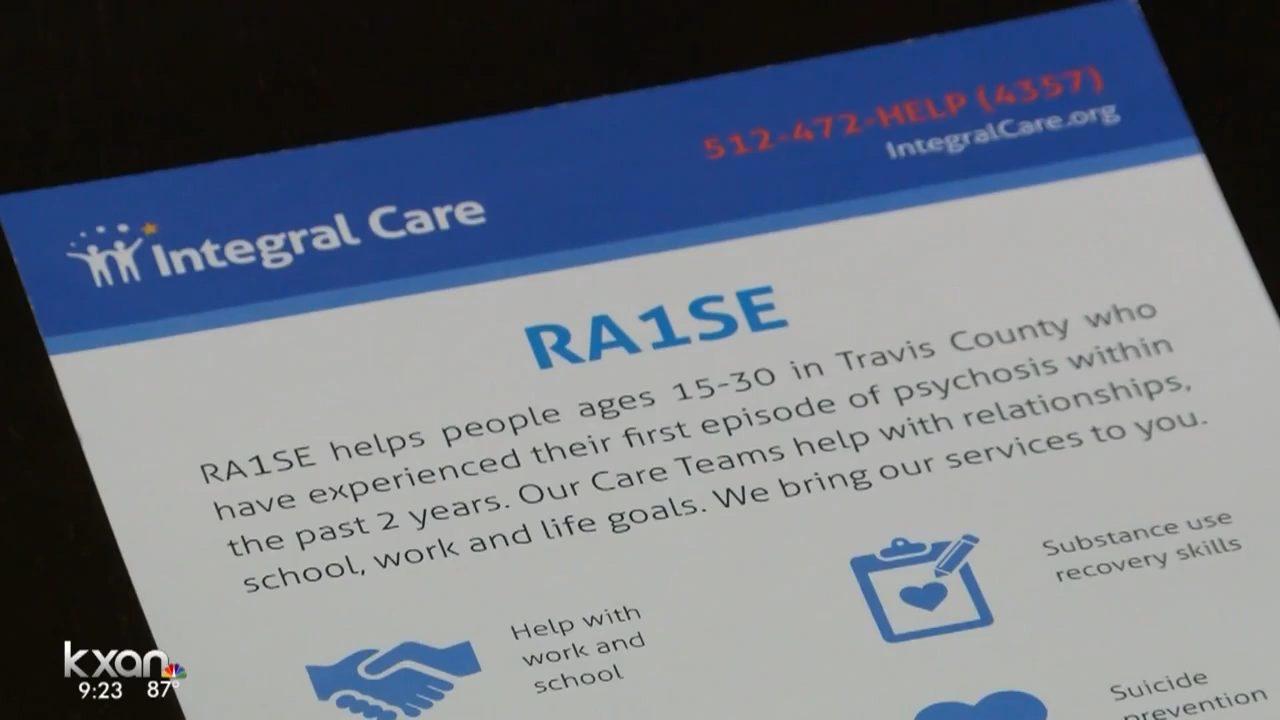 512-472-HELP (4357)
IntegralCare.org
Integral Care
RA1SE
RA1SE helps people ages 15-30 in Travis County who
have experienced their first episode of psychosis within
the past 2 years. Our Care Teams help with relationships,
school, work and life goals. We bring our services to you.
Help with
work and
school
Substance use
recovery skills
Suicide
prevention
kxan
9:23 87°